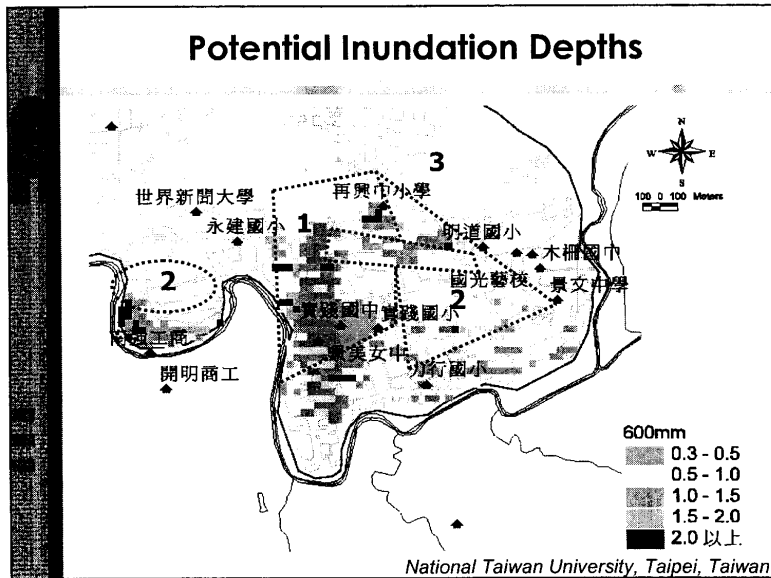 Potential Inundation Depths
N
W E
S
100 0 100 Meters
3
再興中小學
世界新聞大學
永建國小
1
明道國小
木柵國中
2
國光藝校
2
景文中學
實踐國中
實踐國小
景美女中
力行國小
開明商工
600mm
0.3 - 0.5
0.5 - 1.0
1.0 - 1.5
1.5 - 2.0
2.0 以上
National Taiwan University, Taipei, Taiwan